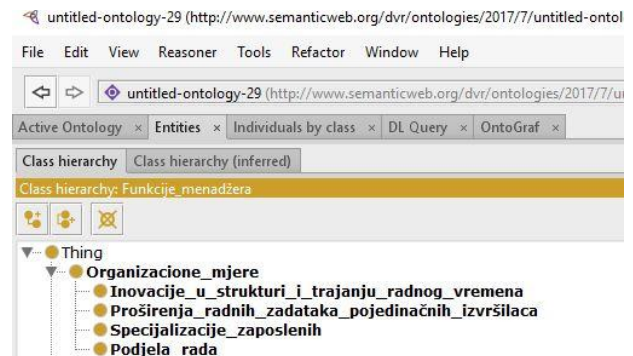 untitled-ontology-29 (http://www.semanticweb.org/dvr/ontologies/2017/7/untitled-ontol
File Edit View Reasoner Tools Refactor Window Help
untitled-ontology-29 (http://www.semanticweb.org/dvr/ontologies/2017/7/u
Active Ontology × Entities × Individuals by class × DL Query × OntoGraf ×
Class hierarchy Class hierarchy (inferred)
Class hierarchy: Funkcije_menadžera
Thing
Organizacione_mjere
Inovacije_u_strukturi_i_trajanju_radnog_vremena
Proširenja_radnih_zadataka_pojedinačnih_izvršilaca
Specijalizacije_zaposlenih
Podjela_rada